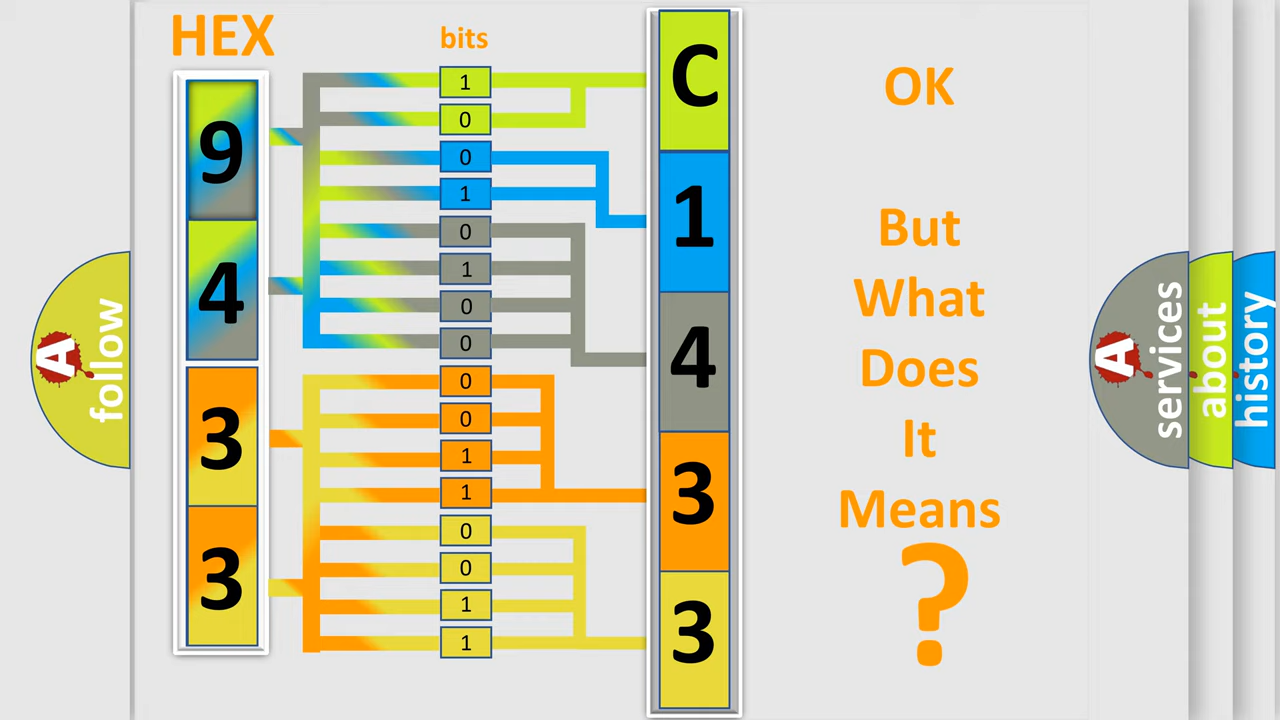 HEX
bits
9
4
3
3
1
0
0
1
0
1
0
0
0
0
1
1
0
0
1
1
C
1
4
3
3
OK
But
What
Does
It
Means
?
A
follow
A
services
about
history